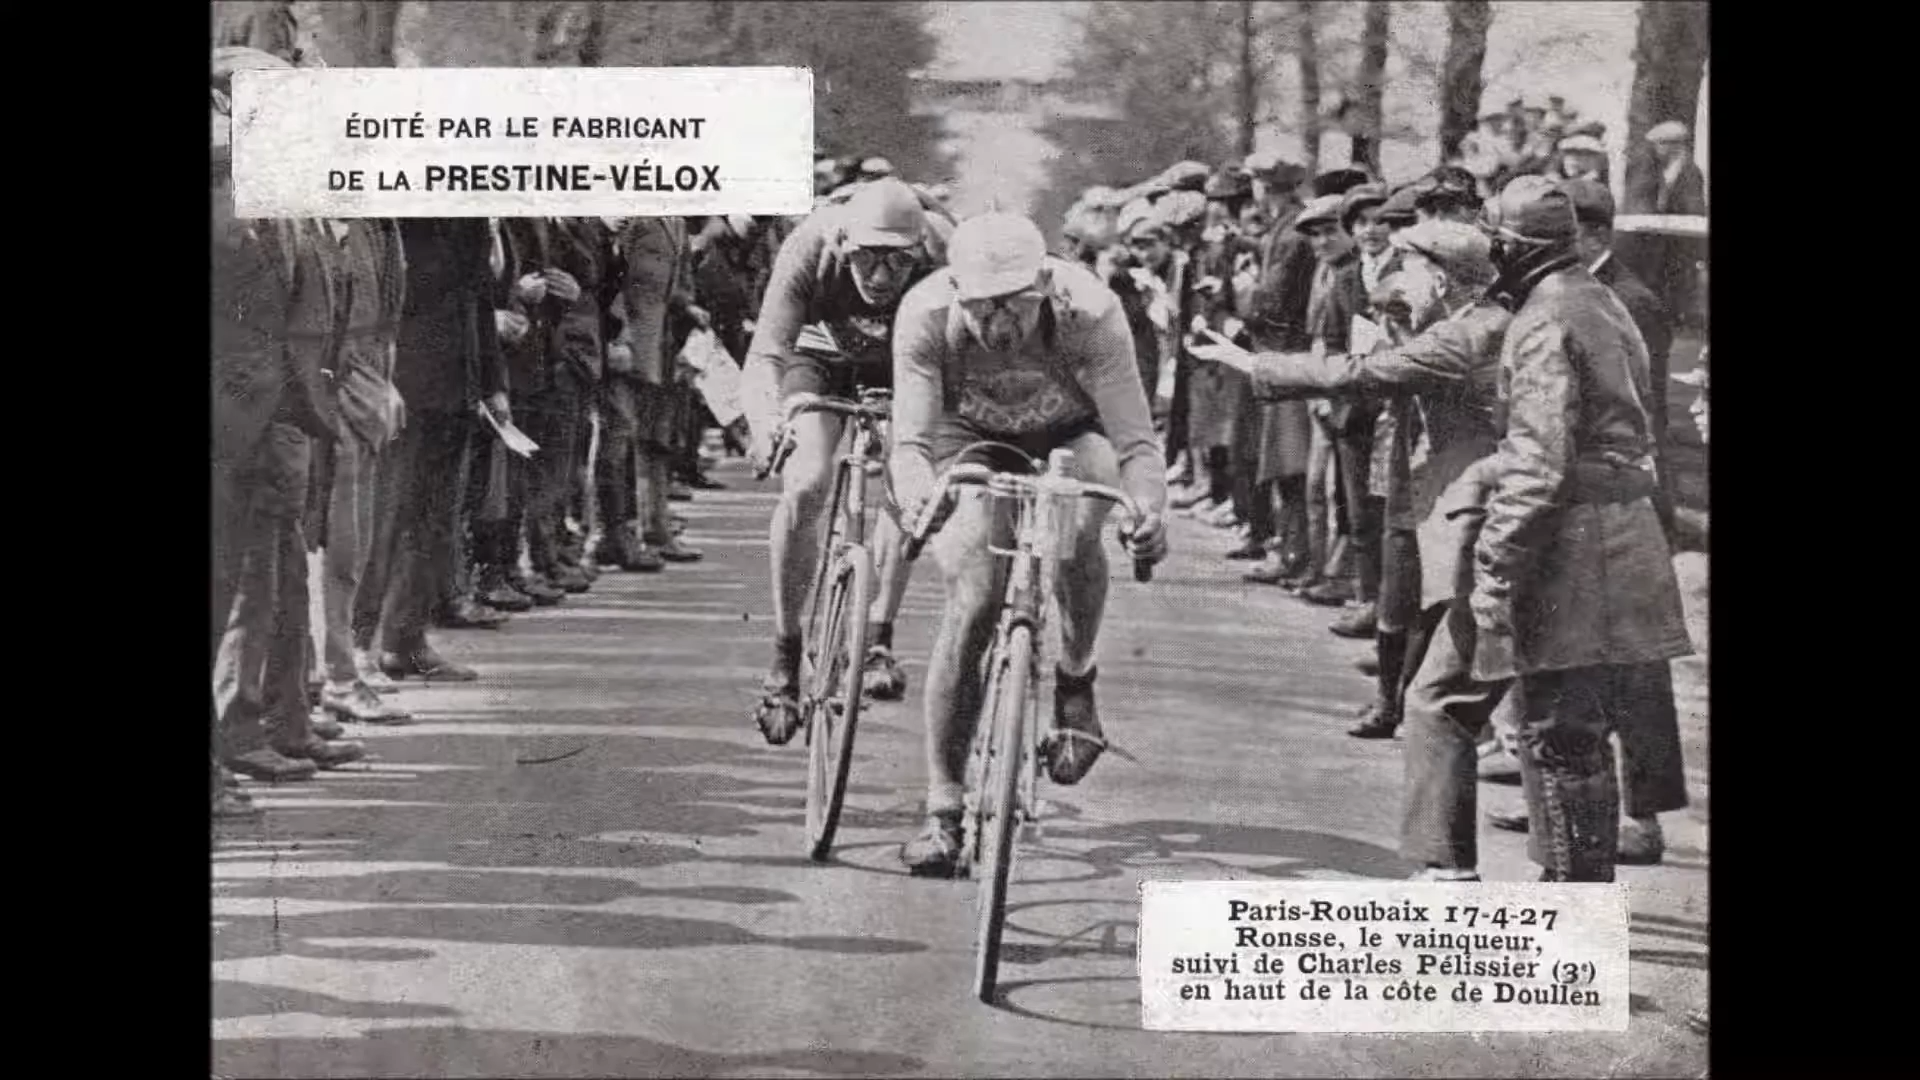 ÉDITÉ PAR LE FABRICANT
DE LA PRESTINE-VÉLOX
Paris-Roubaix 17-4-27
Ronsse, le vainqueur,
suivi de Charles Pélissier (3e)
en haut de la côte de Doullen